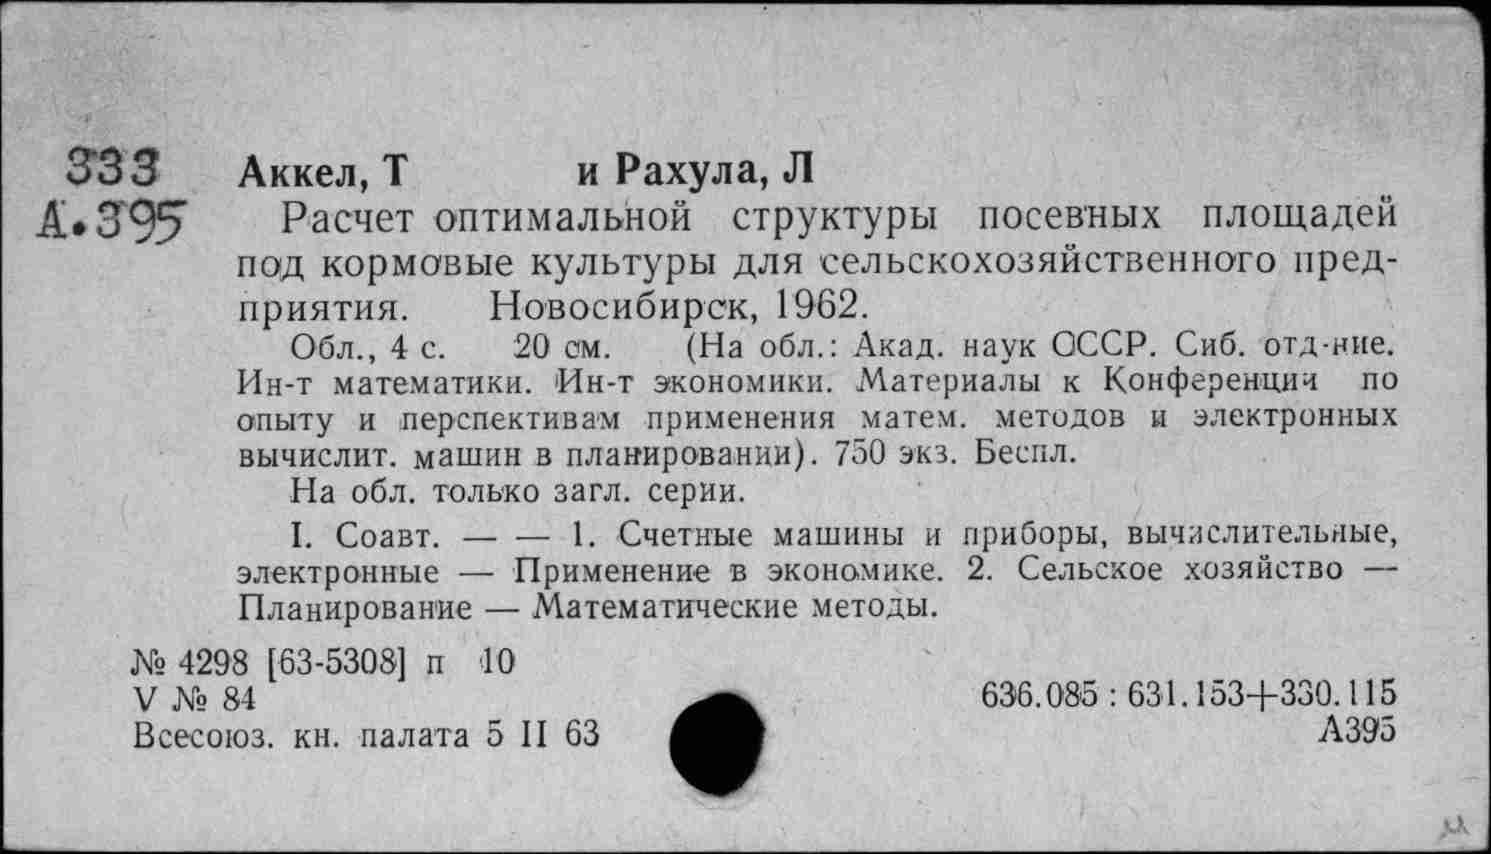 333 Аккел, Т и Рахула, Л
А.395 Расчет оптимальной структуры посевных площадей
под кормовые культуры для сельскохозяйственного пред-
приятия. Новосибирск, 1962.
Обл., 4 с. 20 см. (На обл.: Акад. наук СССР. Сиб. отд-ние.
Ин-т математики. Ин-т экономики. Материалы к Конференции по
опыту и перспективам применения матем. методов и электронных
вычислит. машин в планировании). 750 экз. Беспл.
На обл. только загл. серии.
I. Соавт. — — 1. Счетные машины и приборы, вычислительные,
электронные — Применение в экономике. 2. Сельское хозяйство —
Планирование — Математические методы.
№ 4298 [63-5308] п 10
V № 84
636.085 : 631.153+330.115
Всесоюз. кн. палата 5 II 63
А395